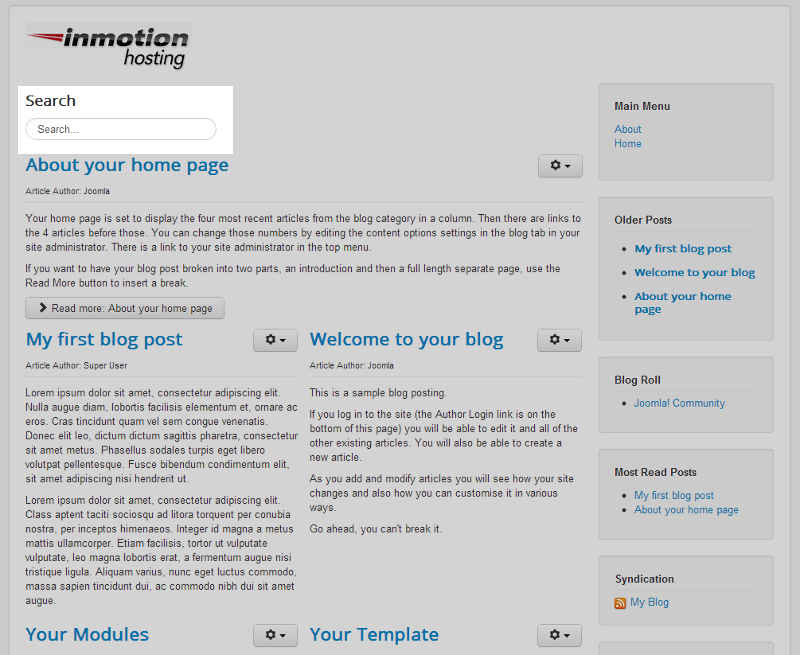 inmotion
hosting
Search
Search...
About your home page
Article Author: Joomla
Your home page is set to display the four most recent articles from the blog category in a column. Then there are links to
the 4 articles before those. You can change those numbers by editing the content options settings in the blog tab in your
site administrator. There is a link to your site administrator in the top menu.
If you want to have your blog post broken into two parts, an introduction and then a full length separate page, use the
Read More button to insert a break.
Read more: About your home page
My first blog post
Article Author: Super User
Lorem ipsum dolor sit amet, consectetur adipiscing elit.
Nulla augue diam, lobortis facilisis elementum et, ornare ac
eros. Cras tincidunt quam vel sem congue venenatis.
Donec elit leo, dictum dictum sagittis pharetra, consectetur
sit amet metus. Phasellus sodales turpis eget libero
volutpat pellentesque. Fusce bibendum condimentum elit,
sit amet adipiscing nisi hendrerit ut.
Lorem ipsum dolor sit amet, consectetur adipiscing elit.
Class aptent taciti sociosqu ad litora torquent per conubia
nostra, per inceptos himenaeos. Integer id magna a metus
mattis ullamcorper. Etiam facilisis, tortor ut vulputate
vulputate, leo magna lobortis erat, a fermentum augue nisi
tristique ligula. Aliquam varius, nunc eget luctus commodo,
massa sapien tincidunt dui, ac commodo nibh dui sit amet
augue.
Welcome to your blog
Article Author: Joomla
This is a sample blog posting.
If you log in to the site (the Author Login link is on the
bottom of this page) you will be able to edit it and all of the
other existing articles. You will also be able to create a
new article.
As you add and modify articles you will see how your site
changes and also how you can customise it in various
ways.
Go ahead, you can't break it.
Your Modules
Your Template
Main Menu
About
Home
Older Posts
My first blog post
Welcome to your blog
About your home
page
Blog Roll
Joomla! Community
Most Read Posts
My first blog post
About your home page
Syndication
My Blog